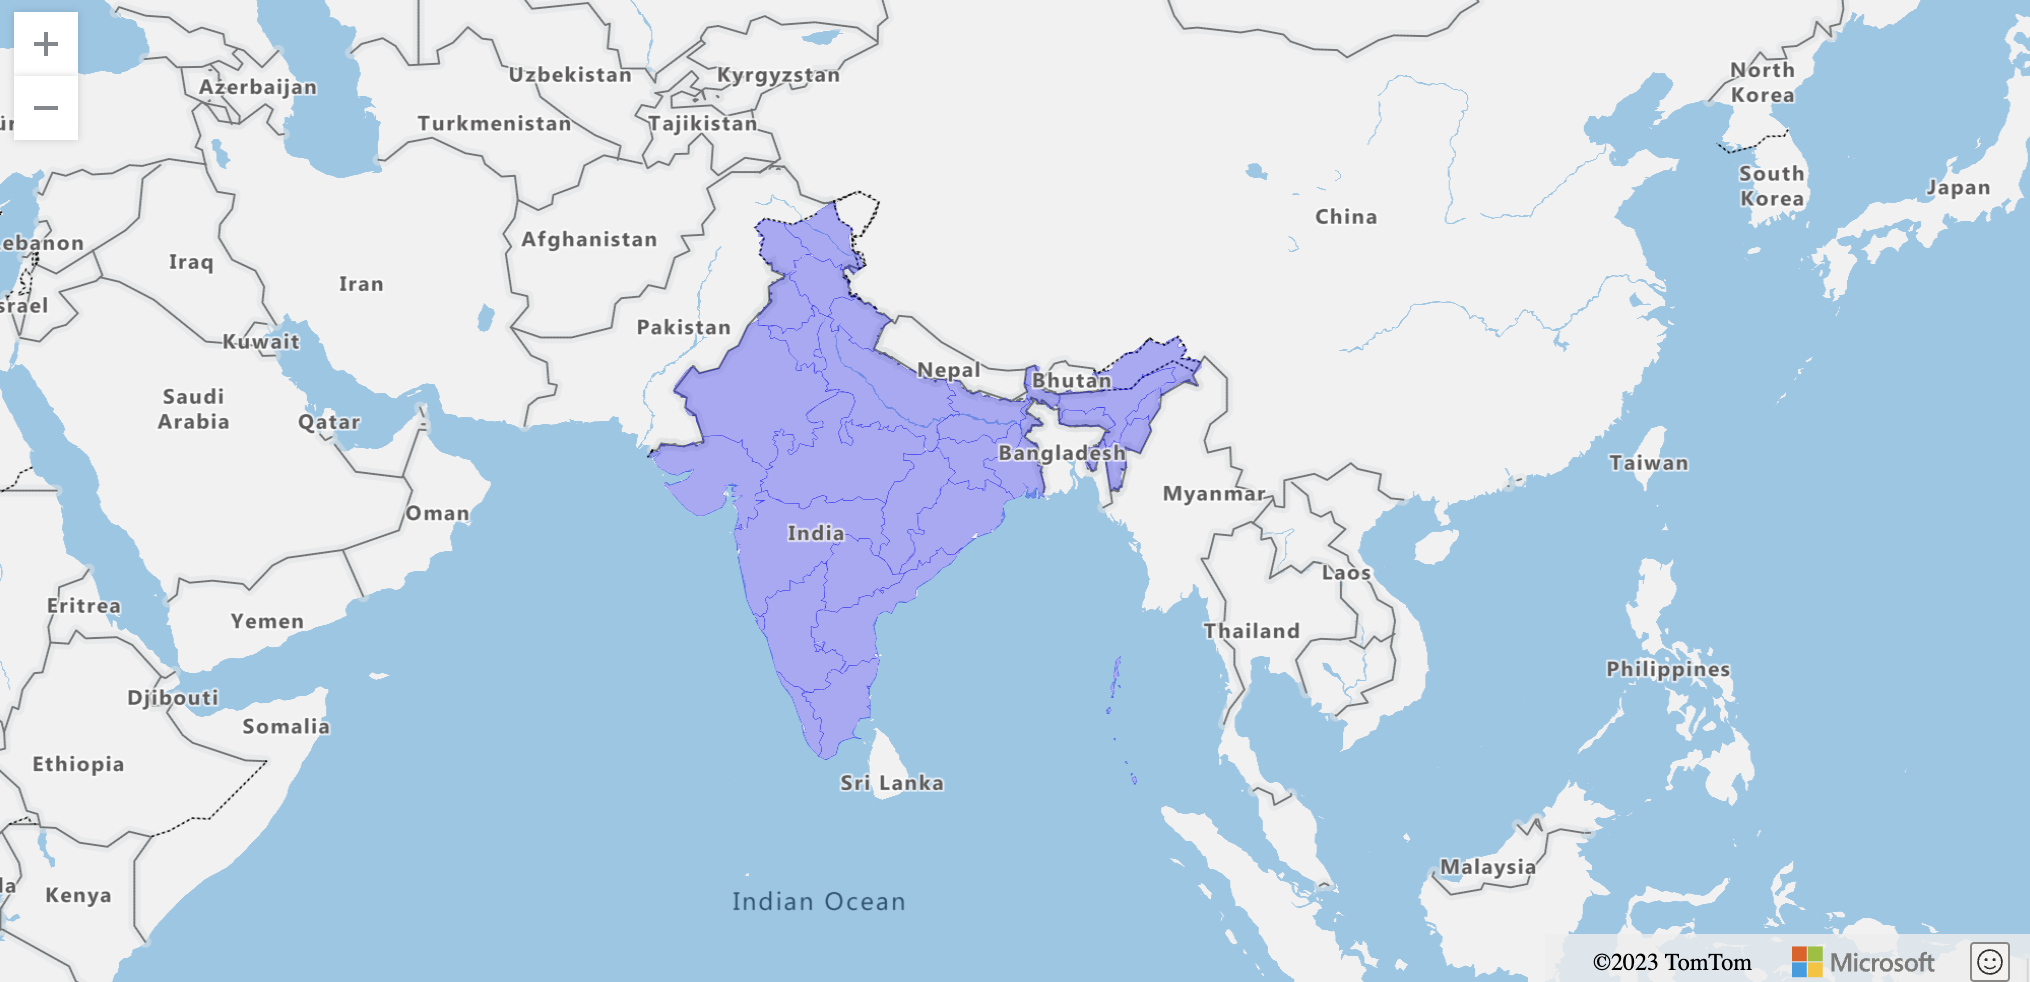 +
Uzbekistan
Kyrgyzstan
North
Korea
Azerbaijan
Turkmenistan
Tajikistan
South
Korea
Japan
China
ebanon
Afghanistan
Iraq
Iran
srael
Pakistan
Kuwait
Nepal
Bhutan
Saudi
Arabia
Qatar
Bangladesh
Taiwan
Myanmar
Oman
India
Laos
Eritrea
Yemen
Thailand
Philippines
Djibouti
Somalia
Ethiopia
Sri Lanka
Malaysia
Kenya
Indian Ocean
©2023 TomTom
Microsoft